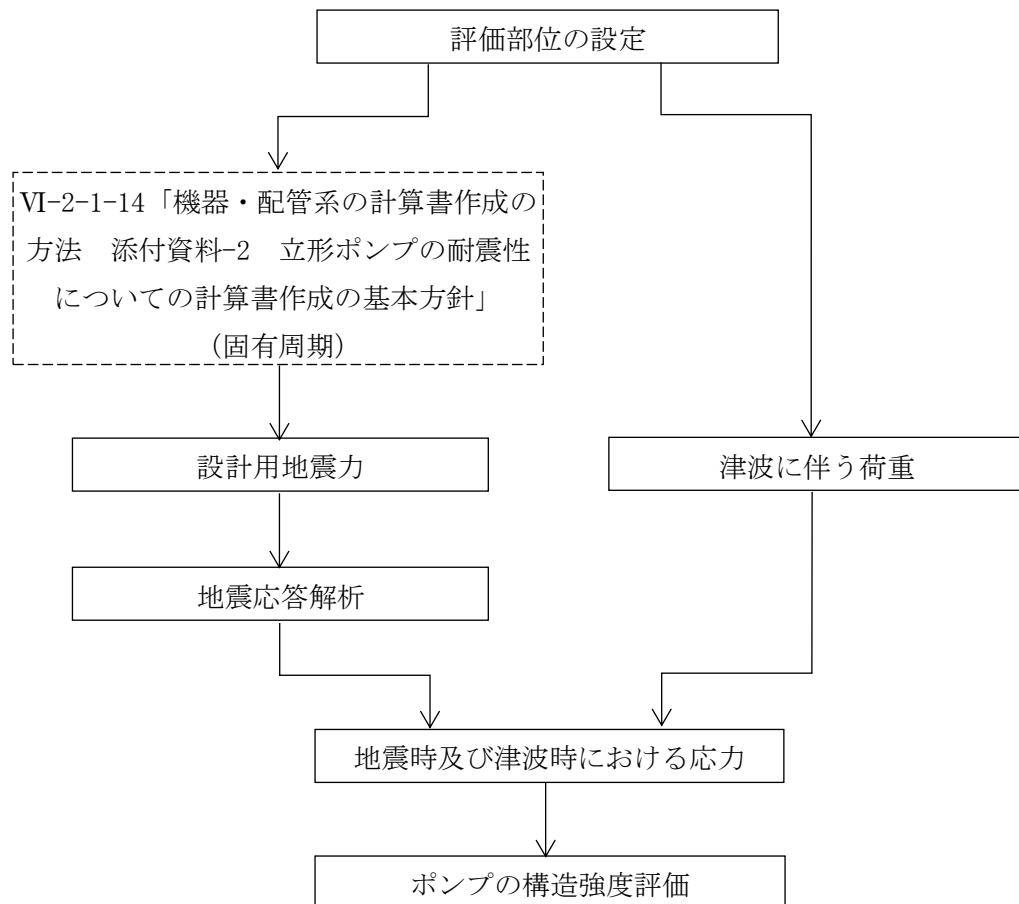 評価部位の設定
Ⅵ-2-1-14「機器・配管系の計算書作成の
方法　添付資料-2　立形ポンプの耐震性
についての計算書作成の基本方針」
(固有周期)
設計用地震力
津波に伴う荷重
地震応答解析
地震時及び津波時における応力
ポンプの構造強度評価